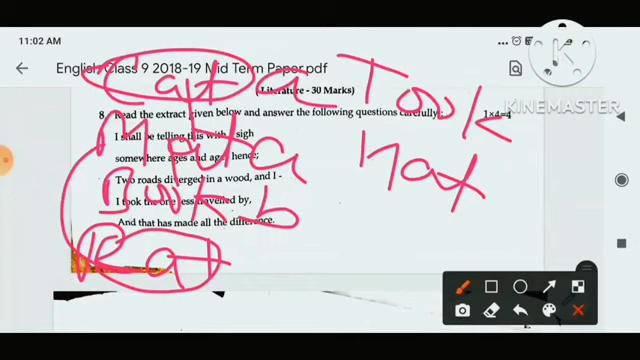 11:02 AM
English Class 9 2018-19 Mid Term Paper.pdf
KINEMASTER
(Literature - 30 Marks)
8. Read the extract given below and answer the following questions carefully: 1×4=4
I shall be telling this with a sigh
somewhere ages and ages hence;
Two roads diverged in a wood, and I -
I took the one less travelled by,
And that has made all the difference.
Took
hat
Book b
Rat